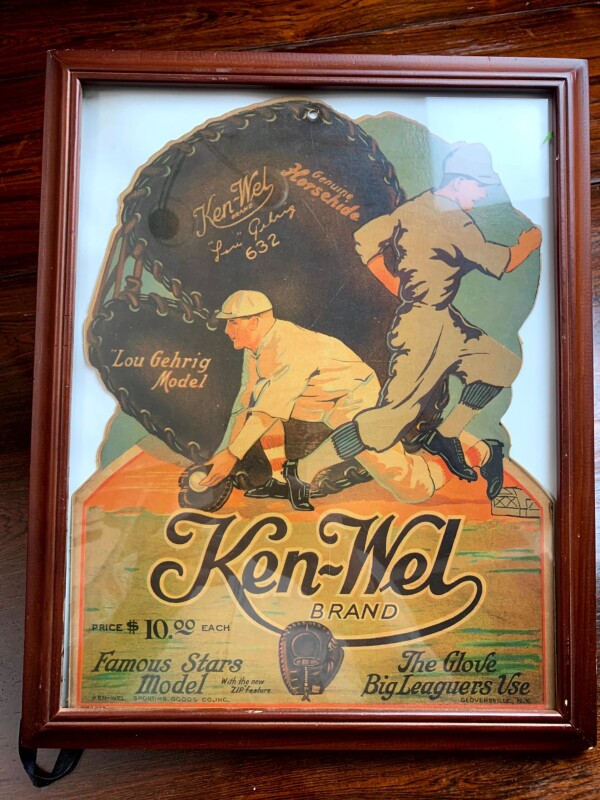 Ken-Wel
BRAND
Genuine
Horsehide
"Lou" Gehrig
632
"Lou Gehrig
Model
Ken-Wel
BRAND
PRICE $ 10.00 EACH
Famous Stars
Model
With the new
ZIP feature
The Glove
Big Leaguers Use
KEN-WEL SPORTING GOODS CO., INC.
GLOVERSVILLE, N.Y.